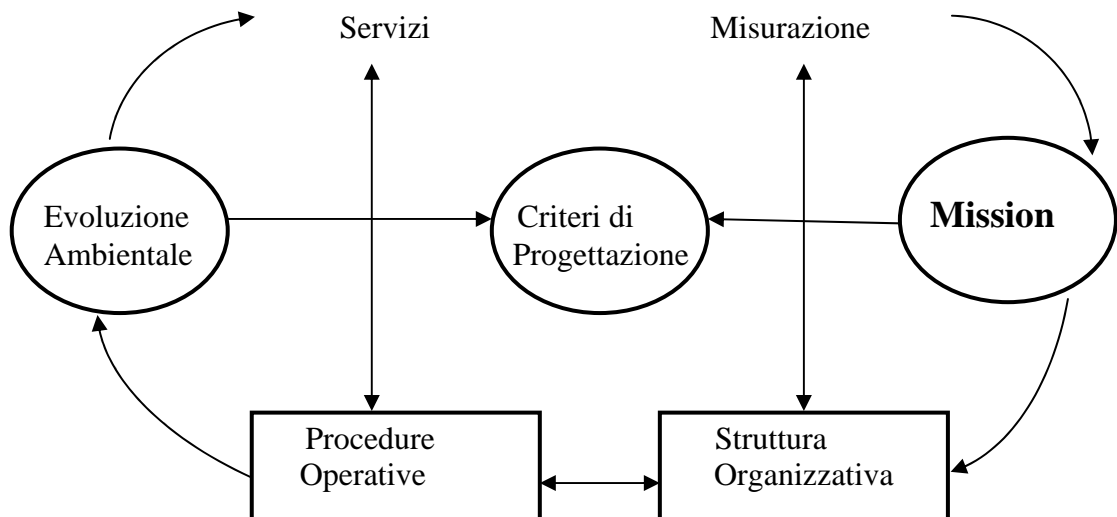 Servizi
Misurazione
Evoluzione
Ambientale
Criteri di
Progettazione
Mission
Procedure
Operative
Struttura
Organizzativa